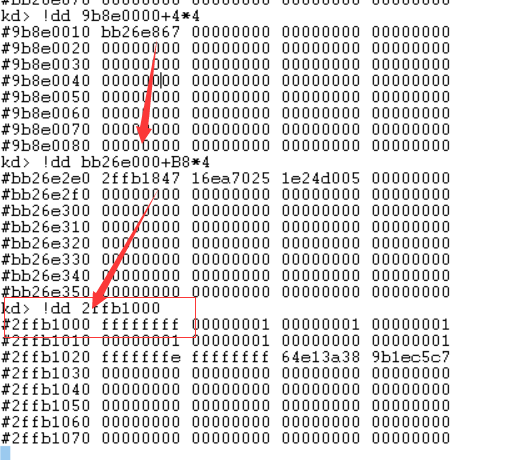 kd> !dd 9b8e0000+4*4
#9b8e0010 bb26e867 00000000 00000000 00000000
#9b8e0020 00000000 00000000 00000000 00000000
#9b8e0030 00000000 00000000 00000000 00000000
#9b8e0040 00000000 00000000 00000000 00000000
#9b8e0050 00000000 00000000 00000000 00000000
#9b8e0060 00000000 00000000 00000000 00000000
#9b8e0070 00000000 00000000 00000000 00000000
#9b8e0080 00000000 00000000 00000000 00000000
kd> !dd bb26e000+B8*4
#bb26e2e0 2ffb1847 16ea7025 1e24d005 00000000
#bb26e2f0 00000000 00000000 00000000 00000000
#bb26e300 00000000 00000000 00000000 00000000
#bb26e310 00000000 00000000 00000000 00000000
#bb26e320 00000000 00000000 00000000 00000000
#bb26e330 00000000 00000000 00000000 00000000
#bb26e340 00000000 00000000 00000000 00000000
#bb26e350 00000000 00000000 00000000 00000000
kd> !dd 2ffb1000
#2ffb1000 ffffffff 00000001 00000001 00000001
#2ffb1010 00000001 00000000 00000000 00000000
#2ffb1020 fffffffe ffffffff 64e13a38 9b1ec5c7
#2ffb1030 00000000 00000000 00000000 00000000
#2ffb1040 00000000 00000000 00000000 00000000
#2ffb1050 00000000 00000000 00000000 00000000
#2ffb1060 00000000 00000000 00000000 00000000
#2ffb1070 00000000 00000000 00000000 00000000